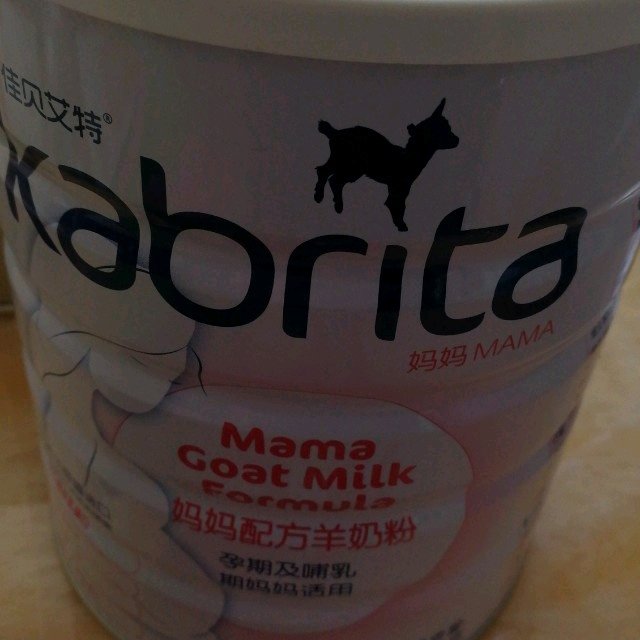 佳贝艾特®
Kabrita
妈妈 MAMA
Mama
Goat Milk
Formula
妈妈配方羊奶粉
孕期及哺乳
期妈妈适用